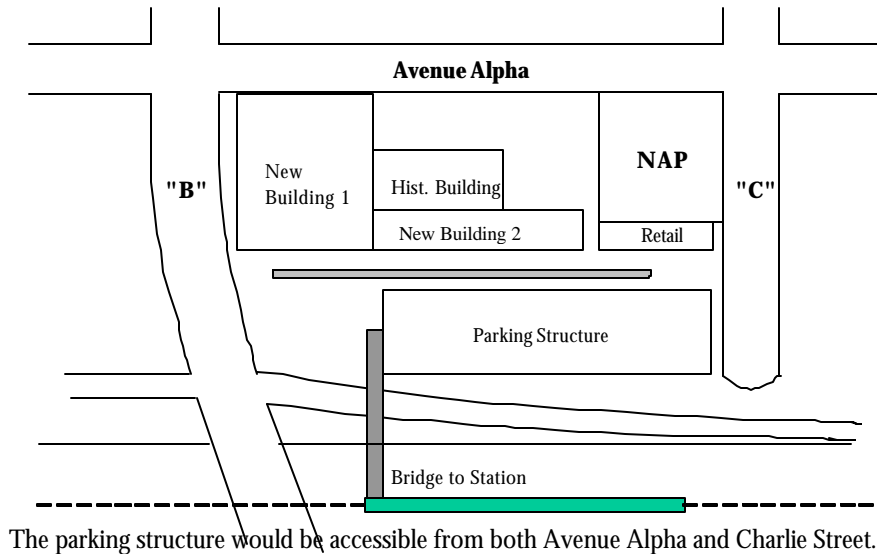 Avenue Alpha
"B"
New
Building 1
Hist. Building
New Building 2
NAP
Retail
"C"
Parking Structure
Bridge to Station
The parking structure would be accessible from both Avenue Alpha and Charlie Street.